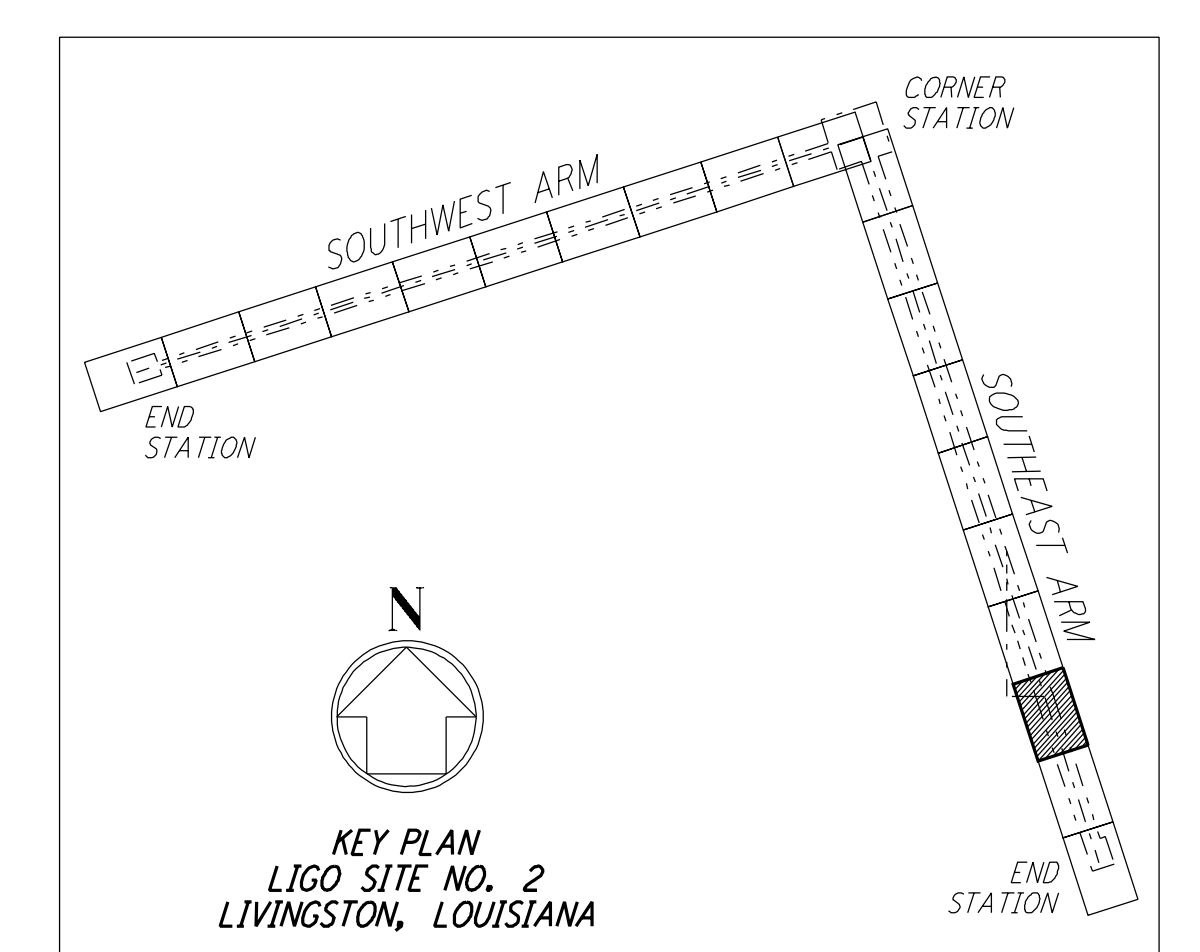 CORNER
STATION
SOUTHWEST ARM
END
STATION
SOUTHEAST ARM
N
KEY PLAN
LIGO SITE NO. 2
LIVINGSTON, LOUISIANA
END
STATION